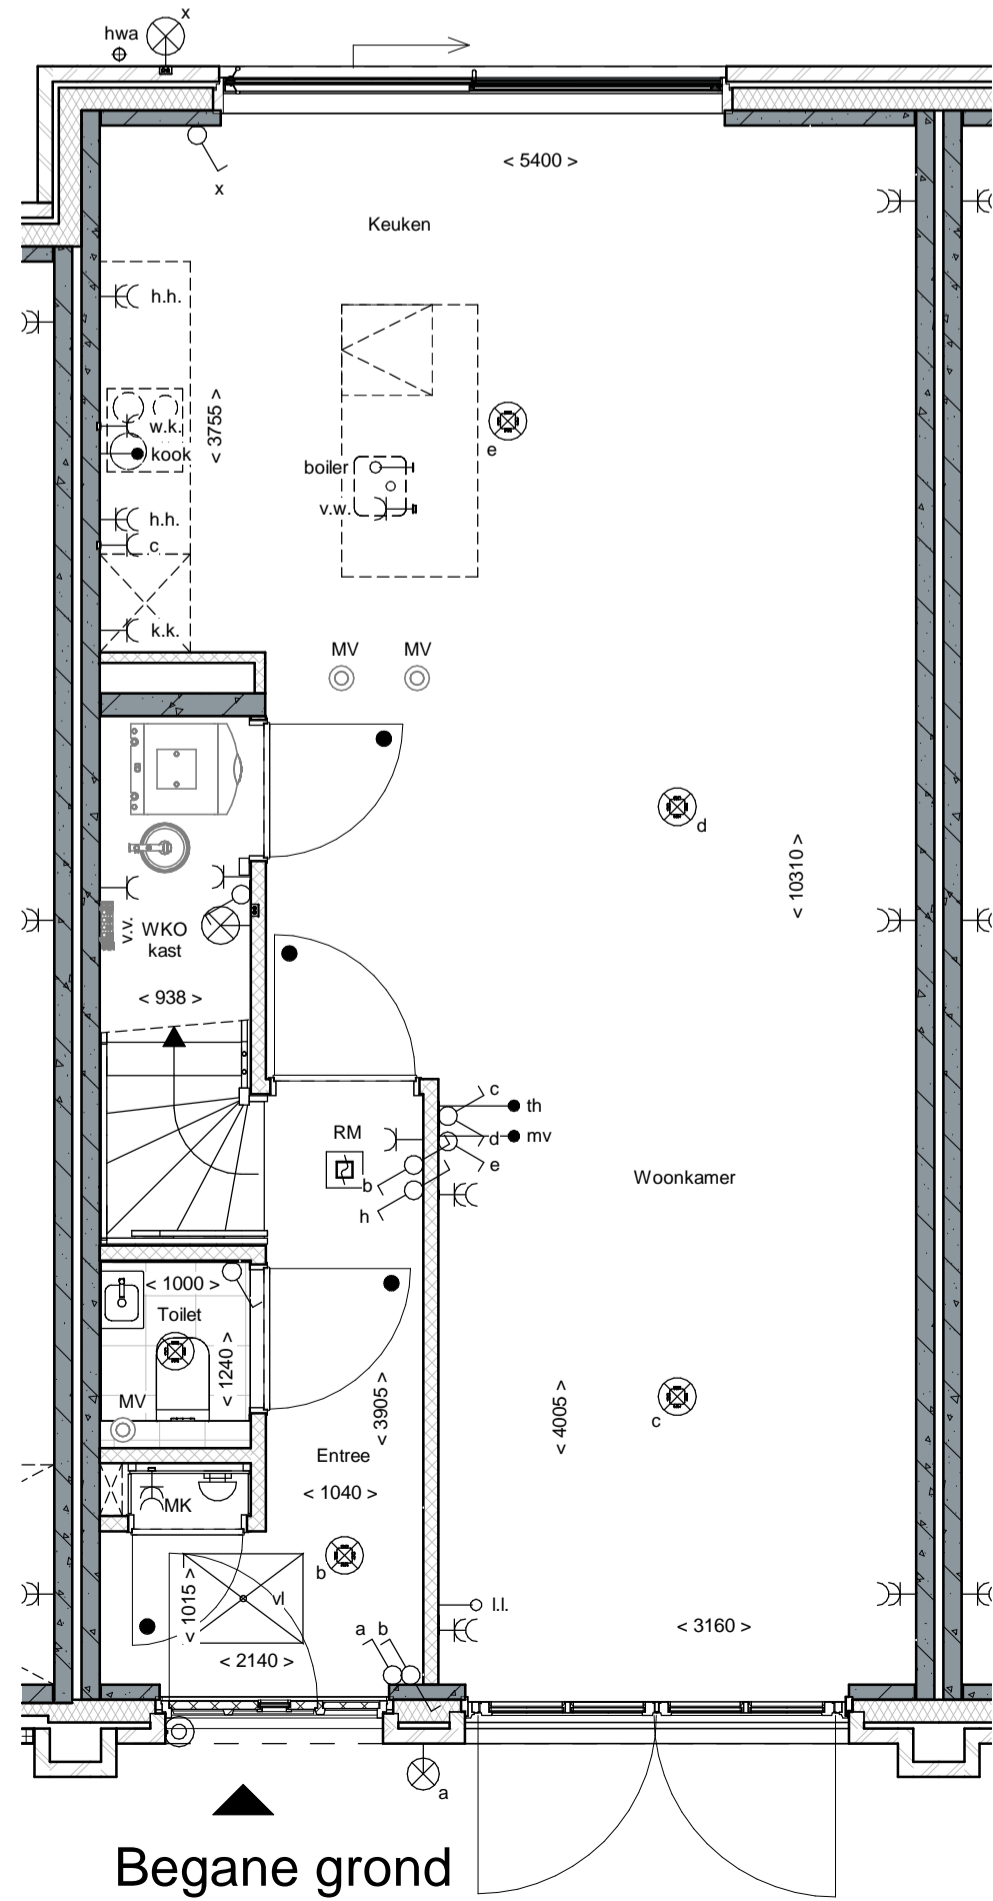 x
hwa
< 5400 >
x
Keuken
h.h.
< 3755 >
w.k.
kook
e
boiler
v.w.
h.h.
c
k.k.
MV MV
d
< 10310 >
v.v.
WKO
kast
< 938 >
c
th
RM
d
mv
b
e
h
Woonkamer
< 1000 >
Toilet
< 1240 >
MV
< 3905 >
< 4005 >
c
Entree
< 1040 >
MK
b
< 1015 >
vl
l.l.
a b
< 3160 >
< 2140 >
a
Begane grond